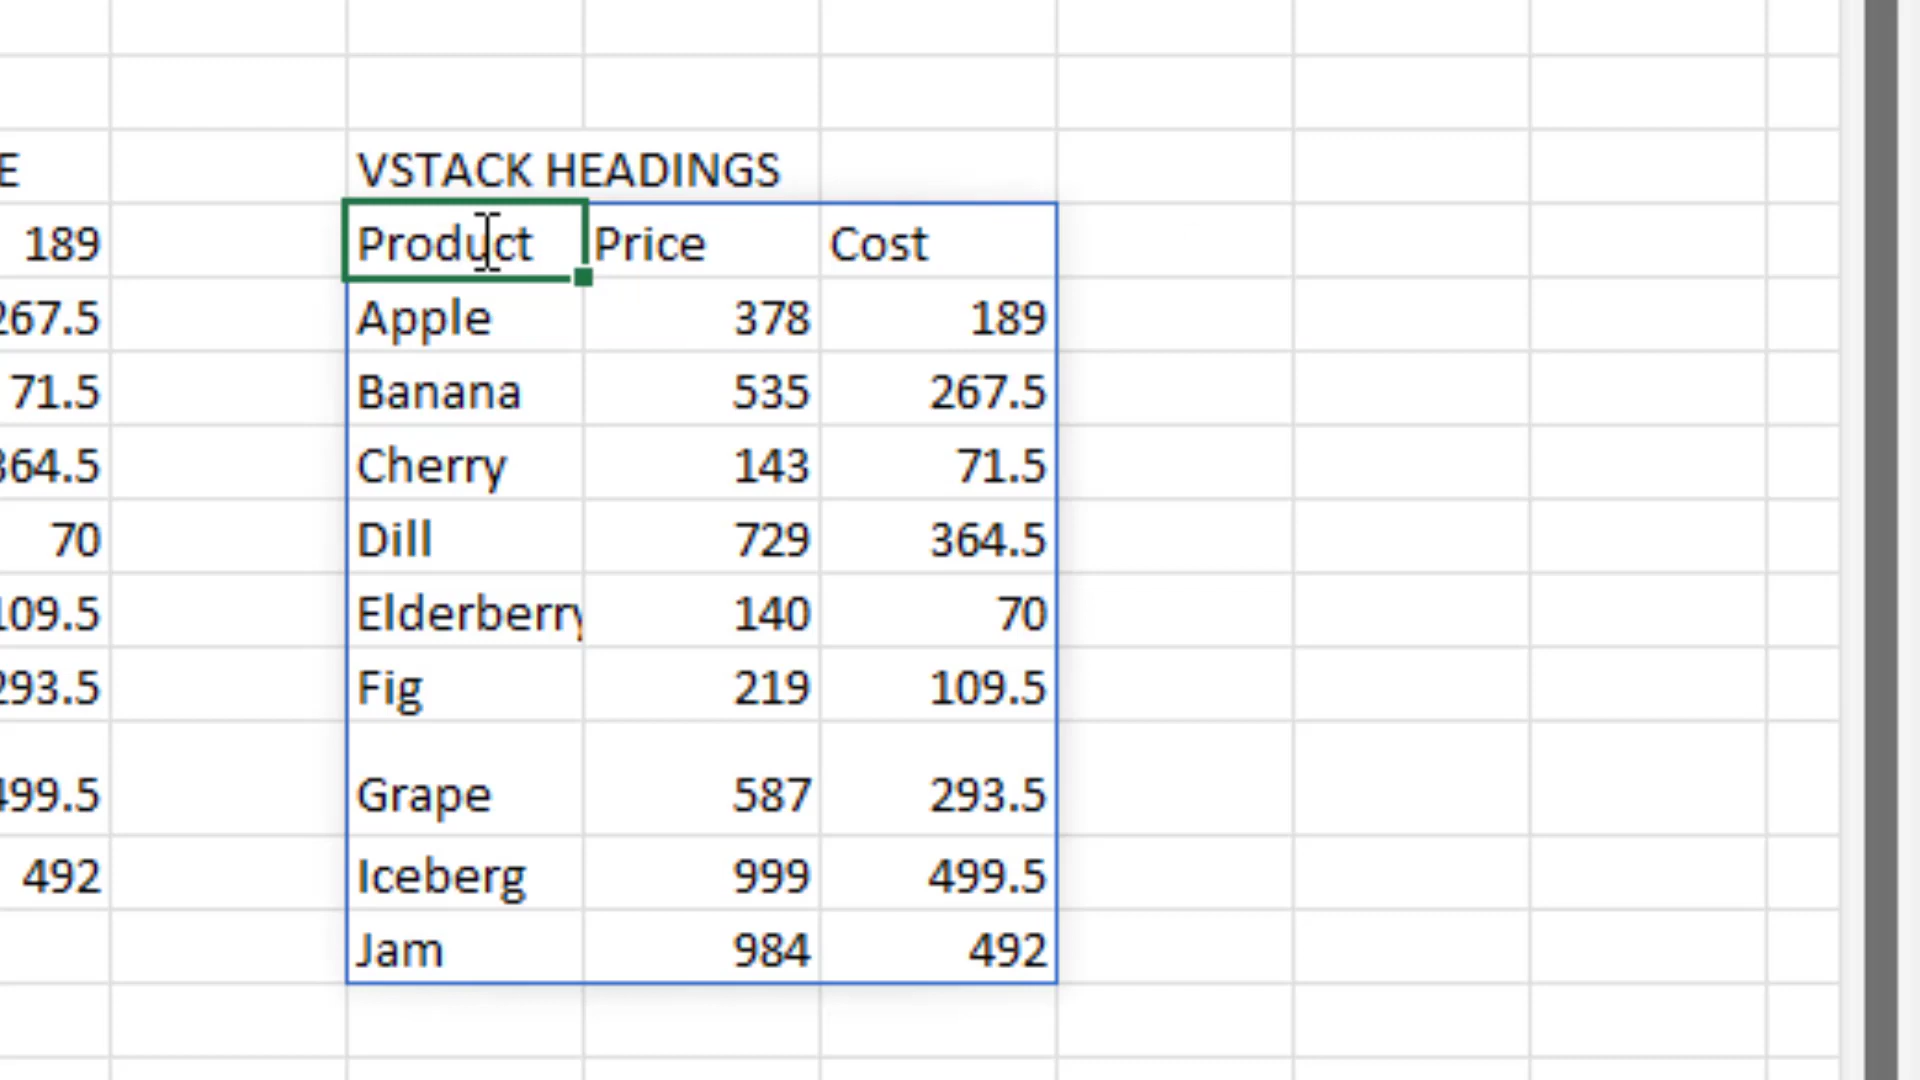 E VSTACK HEADINGS
189 Product Price Cost
267.5 Apple 378 189
71.5 Banana 535 267.5
364.5 Cherry 143 71.5
70 Dill 729 364.5
109.5 Elderberry 140 70
293.5 Fig 219 109.5
499.5 Grape 587 293.5
492 Iceberg 999 499.5
Jam 984 492